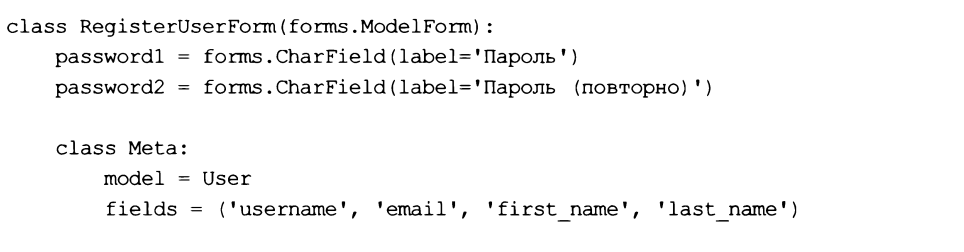 class RegisterUserForm(forms.ModelForm):
    password1 = forms.CharField(label='Пароль')
    password2 = forms.CharField(label='Пароль (повторно)')

    class Meta:
        model = User
        fields = ('username', 'email', 'first_name', 'last_name')